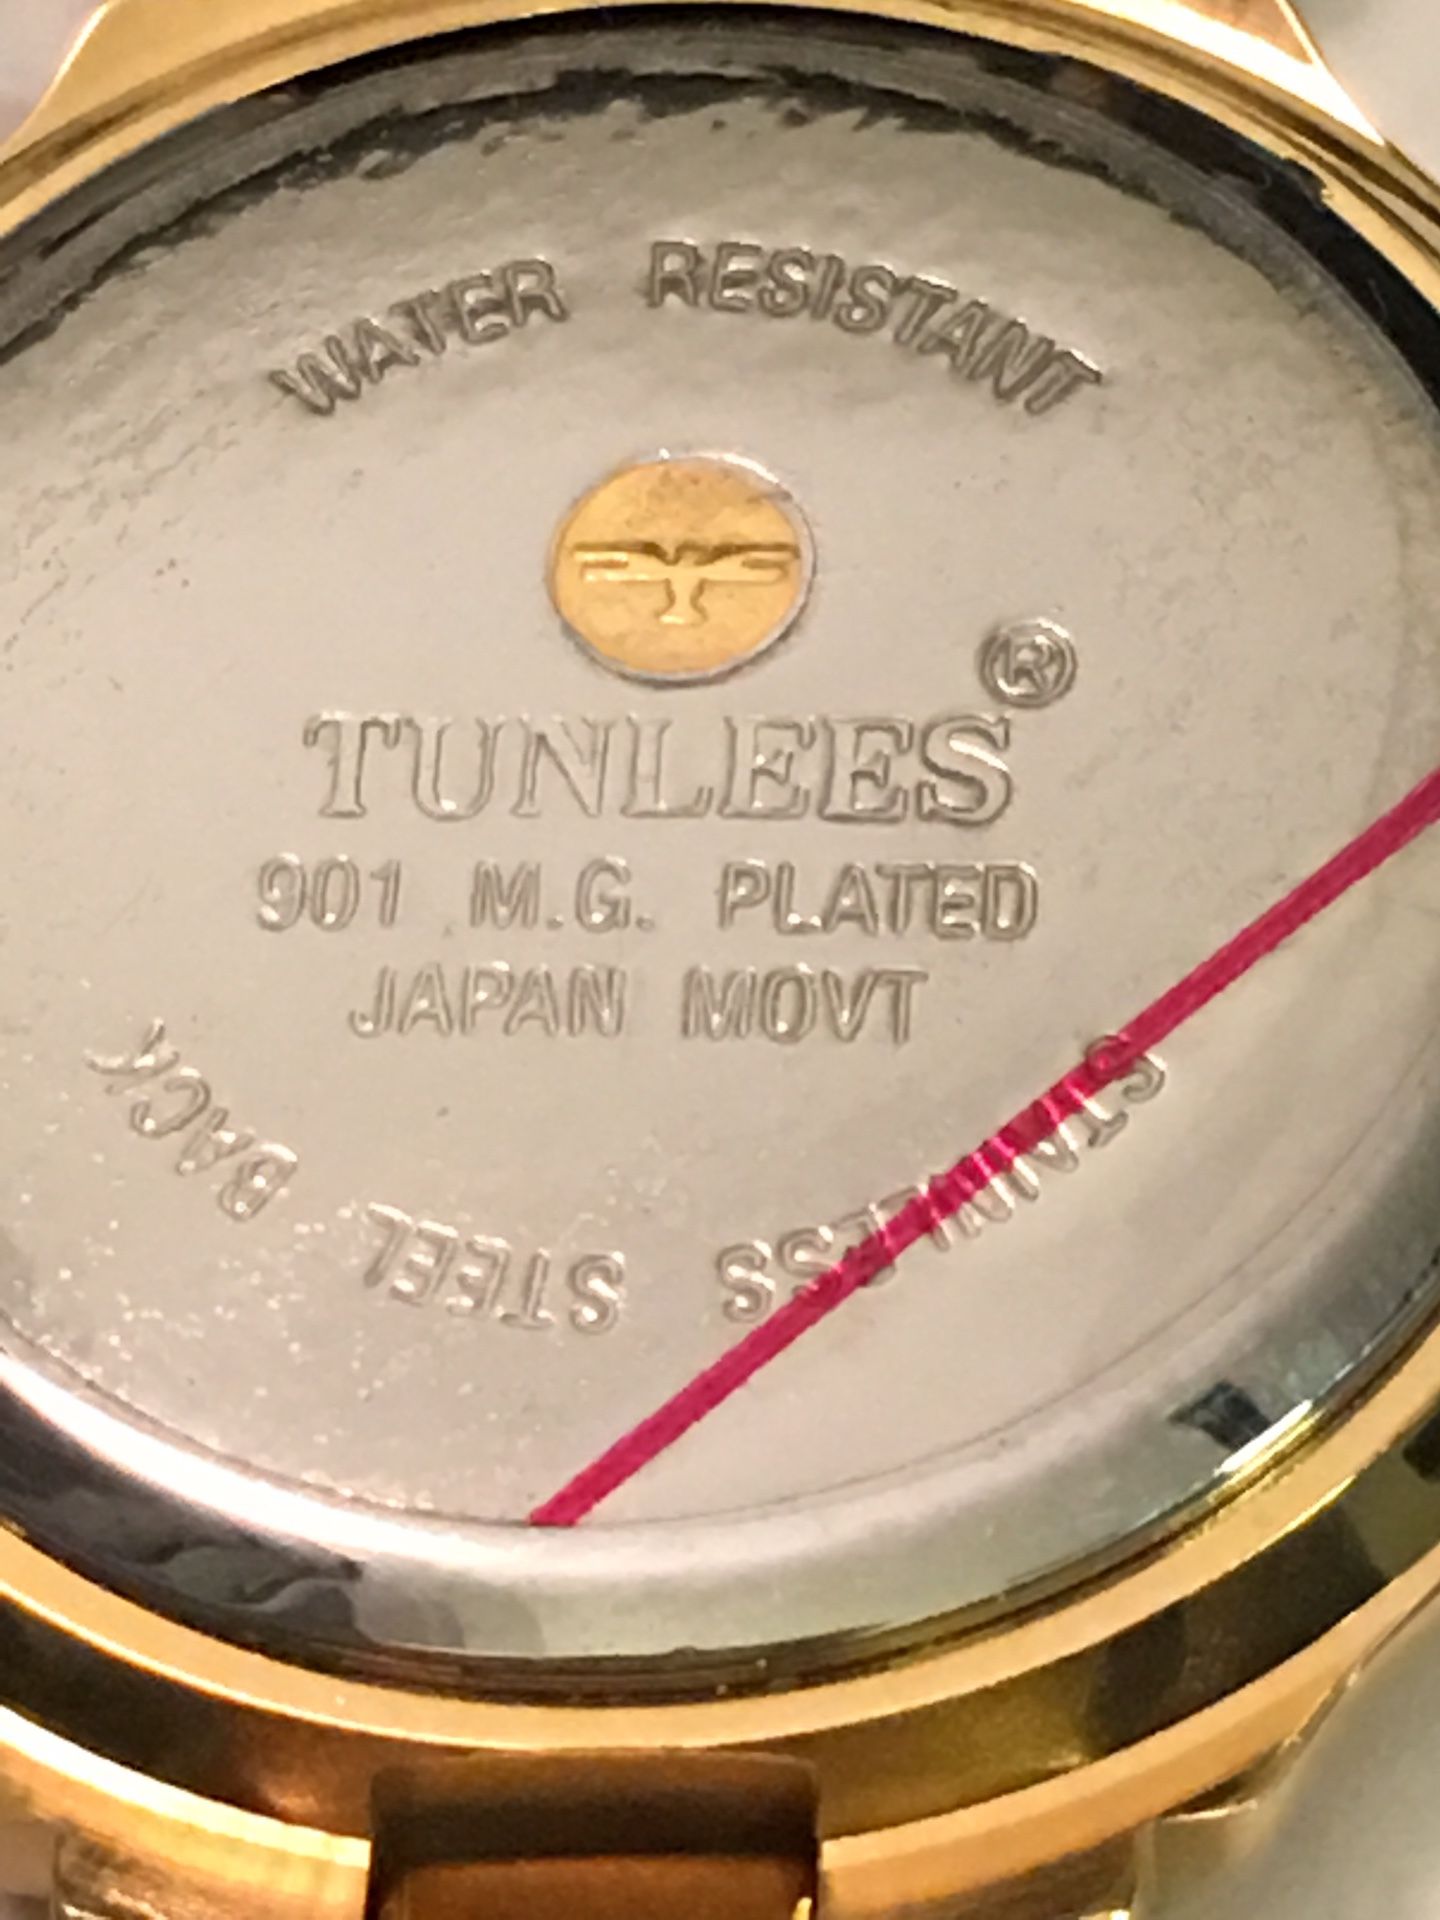 WATER RESISTANT
®
TUNLEES
901 M.G. PLATED
JAPAN MOVT
STAINLESS STEEL BACK